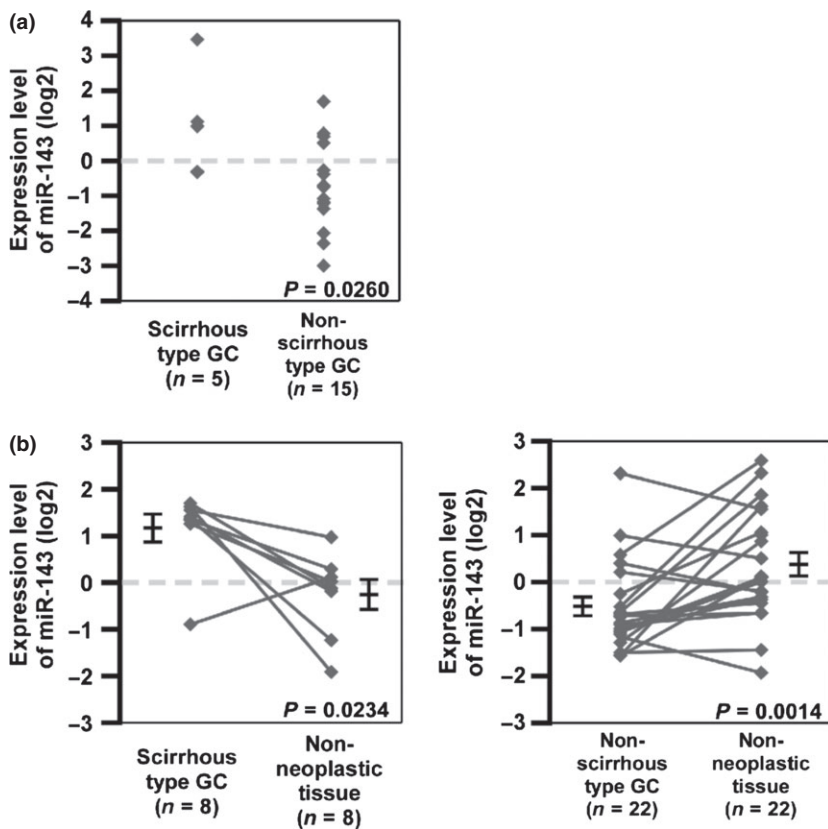 (a)
Expression level
of miR-143 (log2)
4
3
2
1
0
–1
–2
–3
–4
P = 0.0260
Scirrhous
type GC
(n = 5)
Non-
scirrhous
type GC
(n = 15)
(b)
Expression level
of miR-143 (log2)
3
2
1
0
–1
–2
–3
P = 0.0234
Scirrhous
type GC
(n = 8)
Non-
neoplastic
tissue
(n = 8)
Expression level
of miR-143 (log2)
3
2
1
0
–1
–2
–3
P = 0.0014
Non-
scirrhous
type GC
(n = 22)
Non-
neoplastic
tissue
(n = 22)